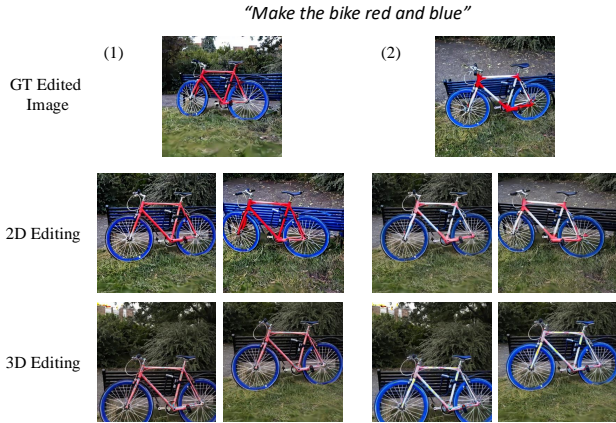 “Make the bike red and blue”
(1)
(2)
GT Edited
Image
2D Editing
3D Editing